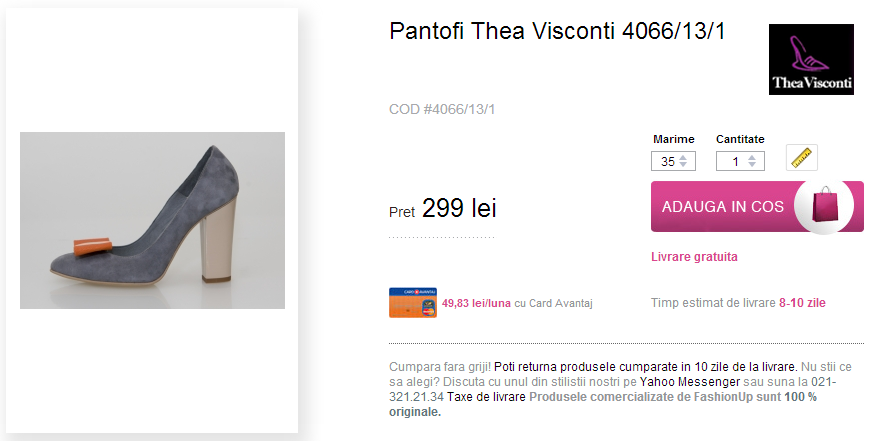 Pantofi Thea Visconti 4066/13/1
Thea Visconti
COD #4066/13/1
Marime Cantitate
35 1
Pret 299 lei
ADAUGA IN COS
Livrare gratuita
CARD AVANTAJ
49,83 lei/luna cu Card Avantaj
Timp estimat de livrare 8-10 zile
Cumpara fara griji! Poti returna produsele cumparate in 10 zile de la livrare. Nu stii ce
sa alegi? Discuta cu unul din stilistii nostri pe Yahoo Messenger sau suna la 021-
321.21.34 Taxe de livrare Produsele comercializate de FashionUp sunt 100 %
originale.